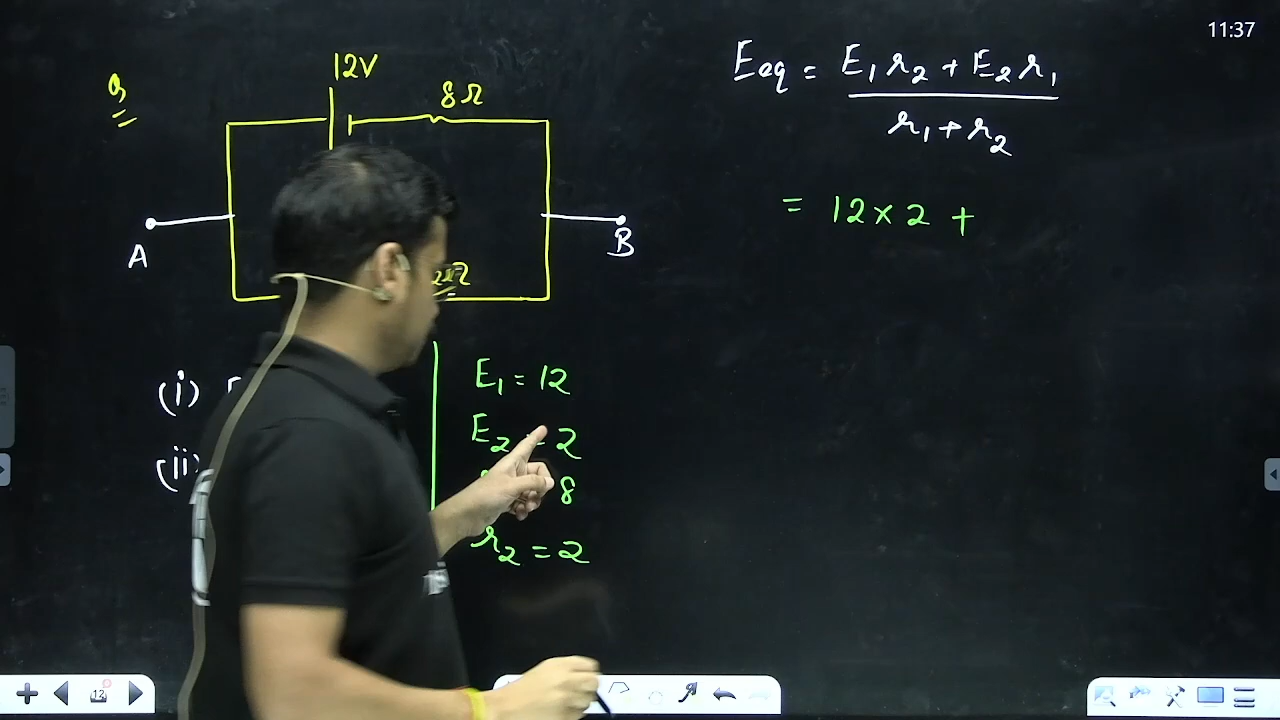 11:37
Q
12V
8Ω
A
B
2Ω
(i)
(ii)
E₁ = 12
E₂ = 2
8
r₂ = 2
Eeq = E₁r₂ + E₂r₁
r₁ + r₂
= 12 × 2 +
13